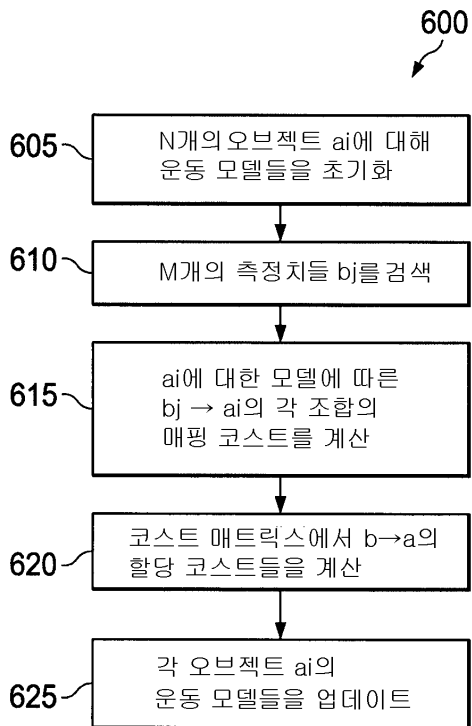 600
605
N개의 오브젝트 ai에 대해
운동 모델들을 초기화
610
M개의 측정치들 bj를 검색
615
ai에 대한 모델에 따른
bj → ai의 각 조합의
매핑 코스트를 계산
620
코스트 매트릭스에서 b→a의
할당 코스트들을 계산
625
각 오브젝트 ai의
운동 모델들을 업데이트